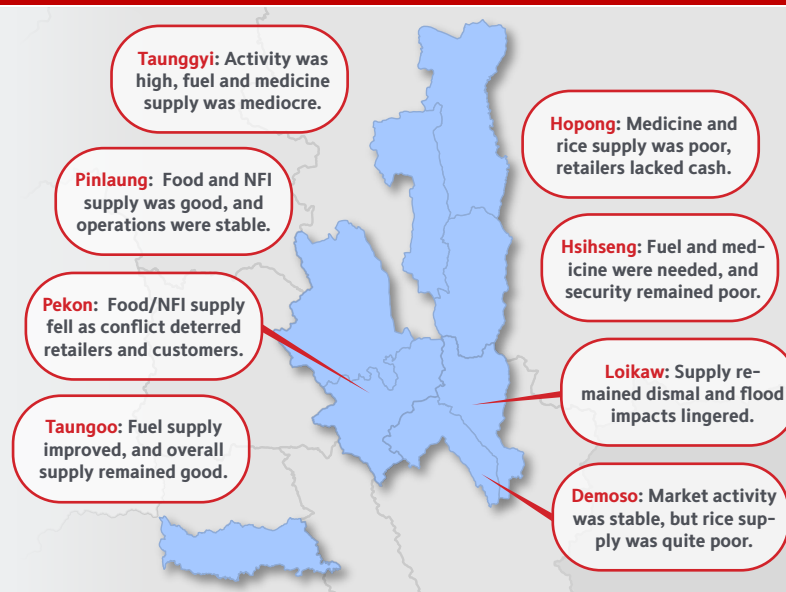 Taunggyi: Activity was
high, fuel and medicine
supply was mediocre.
Pinlaung: Food and NFI
supply was good, and
operations were stable.
Pekon: Food/NFI supply
fell as conflict deterred
retailers and customers.
Taungoo: Fuel supply
improved, and overall
supply remained good.
Hopong: Medicine and
rice supply was poor,
retailers lacked cash.
Hsihseng: Fuel and med-
icine were needed, and
security remained poor.
Loikaw: Supply re-
mained dismal and flood
impacts lingered.
Demoso: Market activity
was stable, but rice sup-
ply was quite poor.